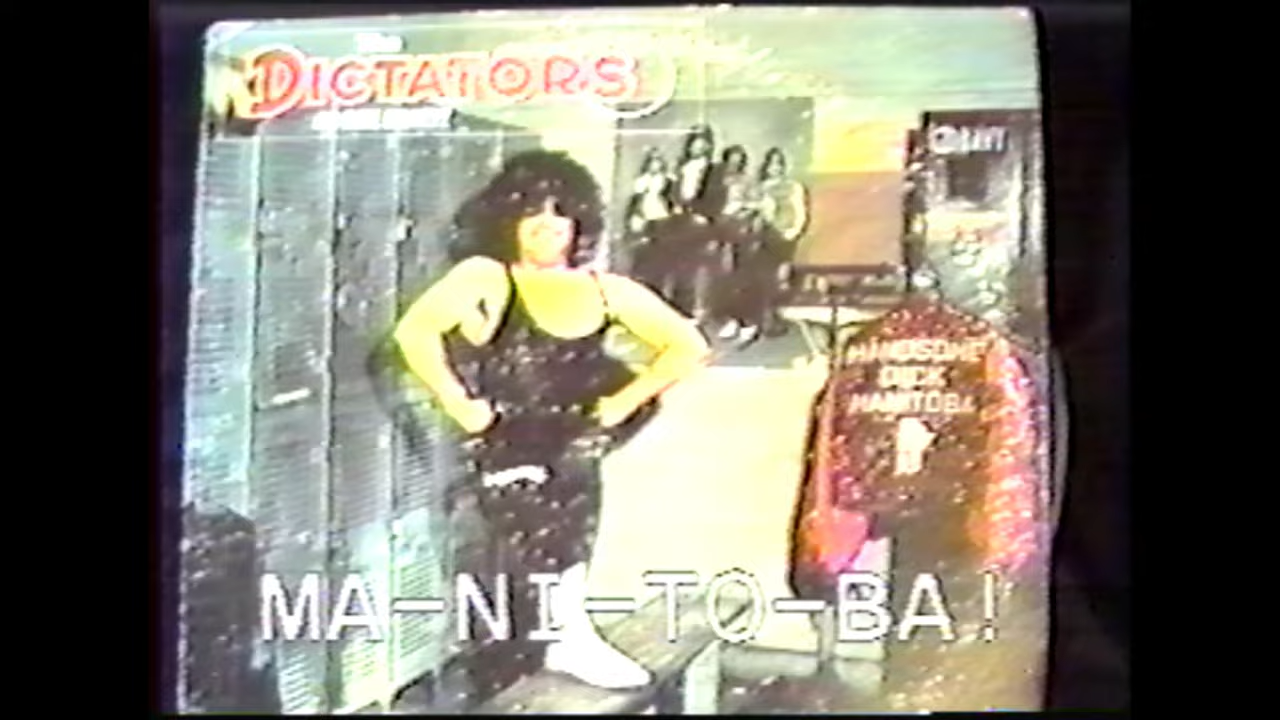 The
DICTATORS
HANDSOME
DICK
MANITOBA
MA-NI-TO-BA!